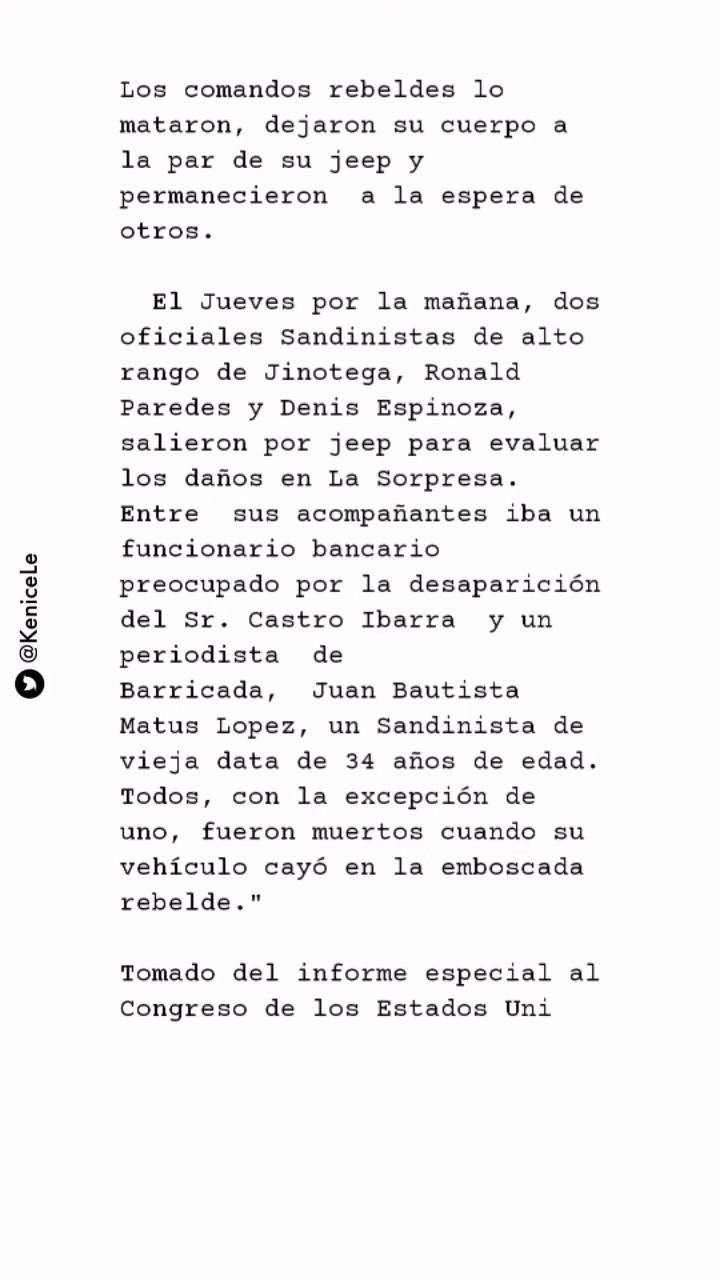 Los comandos rebeldes lo
mataron, dejaron su cuerpo a
la par de su jeep y
permanecieron  a la espera de
otros.

  El Jueves por la mañana, dos
oficiales Sandinistas de alto
rango de Jinotega, Ronald
Paredes y Denis Espinoza,
salieron por jeep para evaluar
los daños en La Sorpresa.
Entre  sus acompañantes iba un
funcionario bancario
preocupado por la desaparición
del Sr. Castro Ibarra  y un
periodista  de
Barricada,  Juan Bautista
Matus Lopez, un Sandinista de
vieja data de 34 años de edad.
Todos, con la excepción de
uno, fueron muertos cuando su
vehículo cayó en la emboscada
rebelde."

Tomado del informe especial al
Congreso de los Estados Uni
@KeniceLe